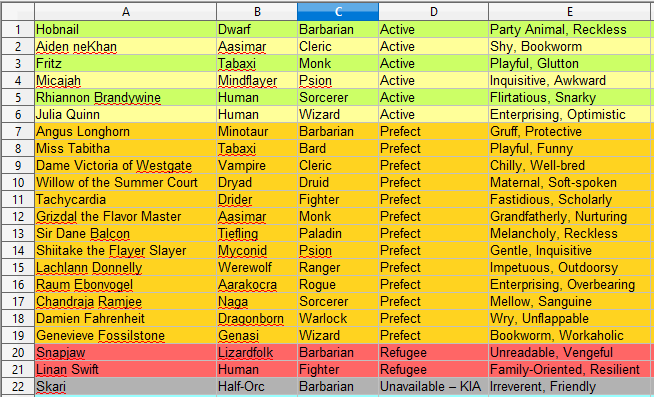 A B C D E
1 Hobnail Dwarf Barbarian Active Party Animal, Reckless
2 Aiden neKhan Aasimar Cleric Active Shy, Bookworm
3 Fritz Tabaxi Monk Active Playful, Glutton
4 Micajah Mindflayer Psion Active Inquisitive, Awkward
5 Rhiannon Brandywine Human Sorcerer Active Flirtatious, Snarky
6 Julia Quinn Human Wizard Active Enterprising, Optimistic
7 Angus Longhorn Minotaur Barbarian Prefect Gruff, Protective
8 Miss Tabitha Tabaxi Bard Prefect Playful, Funny
9 Dame Victoria of Westgate Vampire Cleric Prefect Chilly, Well-bred
10 Willow of the Summer Court Dryad Druid Prefect Maternal, Soft-spoken
11 Tachycardia Drider Fighter Prefect Fastidious, Scholarly
12 Grizdal the Flavor Master Aasimar Monk Prefect Grandfatherly, Nurturing
13 Sir Dane Balcon Tiefling Paladin Prefect Melancholy, Reckless
14 Shiitake the Flayer Slayer Myconid Psion Prefect Gentle, Inquisitive
15 Lachlann Donnelly Werewolf Ranger Prefect Impetuous, Outdoorsy
16 Raum Ebonvogel Aarakocra Rogue Prefect Enterprising, Overbearing
17 Chandraja Ramjee Naga Sorcerer Prefect Mellow, Sanguine
18 Damien Fahrenheit Dragonborn Warlock Prefect Wry, Unflappable
19 Genevieve Fossilstone Genasi Wizard Prefect Bookworm, Workaholic
20 Snapjaw Lizardfolk Barbarian Refugee Unreadable, Vengeful
21 Linan Swift Human Fighter Refugee Family-Oriented, Resilient
22 Skari Half-Orc Barbarian Unavailable – KIA Irreverent, Friendly